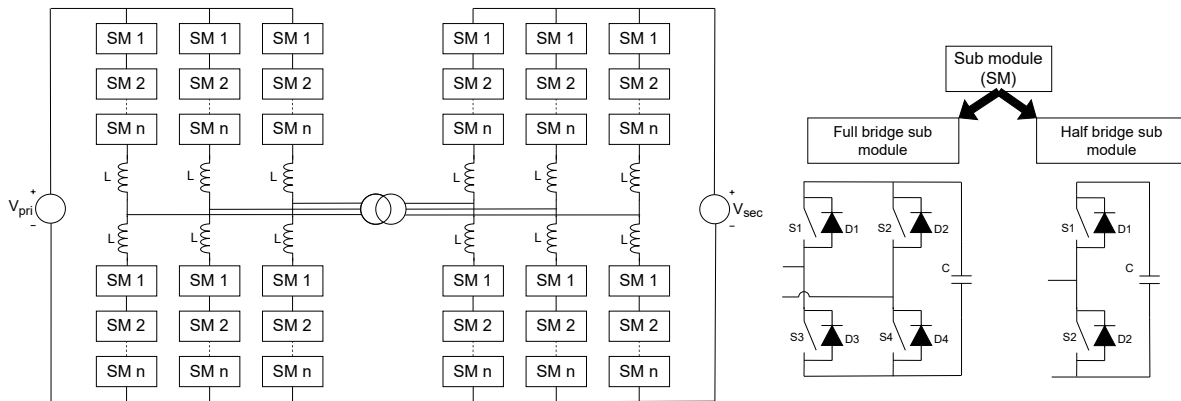 SM 1 SM 1 SM 1 SM 1 SM 1 SM 1
SM 2 SM 2 SM 2 SM 2 SM 2 SM 2
SM n SM n SM n SM n SM n SM n
L L L L L L
+ Vpri −
+ Vsec −
L L L L L L
SM 1 SM 1 SM 1 SM 1 SM 1 SM 1
SM 2 SM 2 SM 2 SM 2 SM 2 SM 2
SM n SM n SM n SM n SM n SM n
Sub module
(SM)
Full bridge sub
module
Half bridge sub
module
S1 D1 S2 D2
C
S3 D3 S4 D4
S1 D1
C
S2 D2